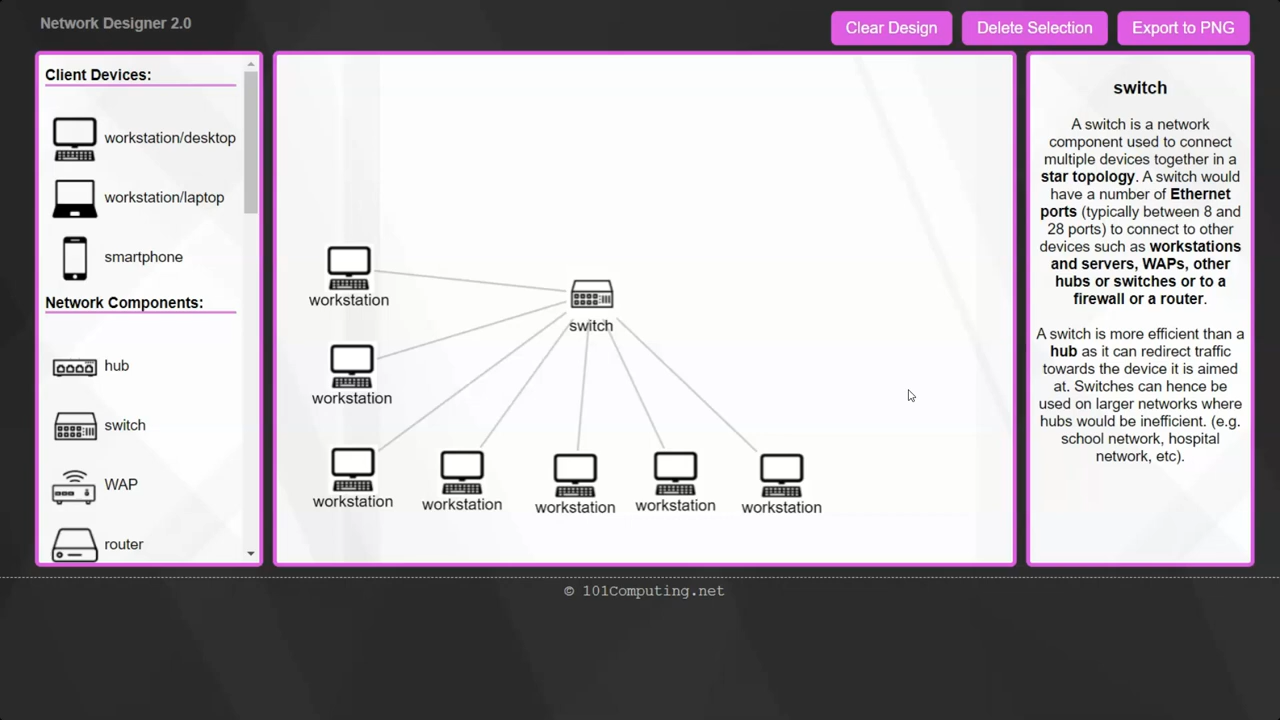 Network Designer 2.0
Clear Design
Delete Selection
Export to PNG
Client Devices:
workstation/desktop
workstation/laptop
smartphone
Network Components:
hub
switch
WAP
router
workstation
switch
workstation
workstation
workstation
workstation
workstation
workstation
switch
A switch is a network
component used to connect
multiple devices together in a
star topology. A switch would
have a number of Ethernet
ports (typically between 8 and
28 ports) to connect to other
devices such as workstations
and servers, WAPs, other
hubs or switches or to a
firewall or a router.
A switch is more efficient than a
hub as it can redirect traffic
towards the device it is aimed
at. Switches can hence be
used on larger networks where
hubs would be inefficient. (e.g.
school network, hospital
network, etc).
© 101Computing.net